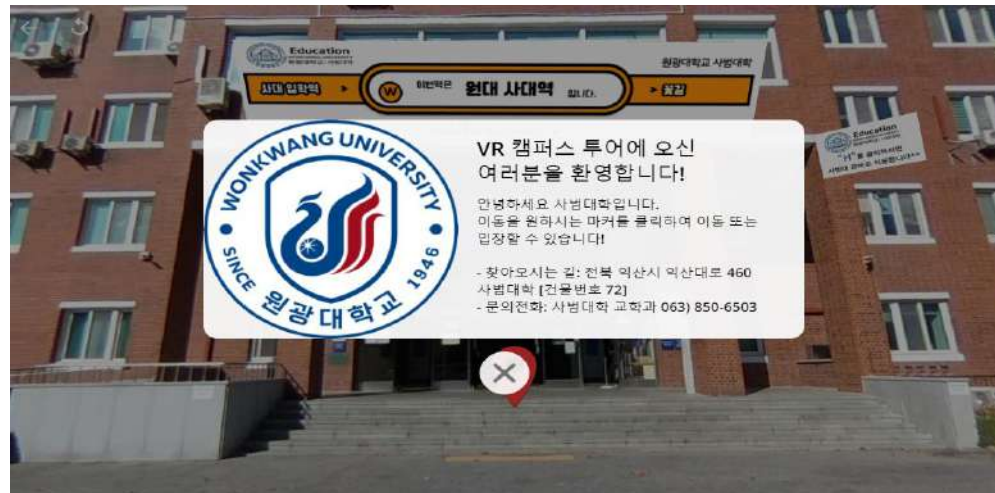 Education
원광대학교 사범대학
사대 입학역
이번역은 원대 사대역 입니다.
꽃길
Education
WONKWANG UNIVERSITY
SINCE 1946
원광대학교
VR 캠퍼스 투어에 오신
여러분을 환영합니다!
안녕하세요 사범대학입니다.
이동을 원하시는 마커를 클릭하여 이동 또는
입장할 수 있습니다!
- 찾아오시는 길: 전북 익산시 익산대로 460
사범대학 [건물번호 72]
- 문의전화: 사범대학 교학과 063) 850-6503